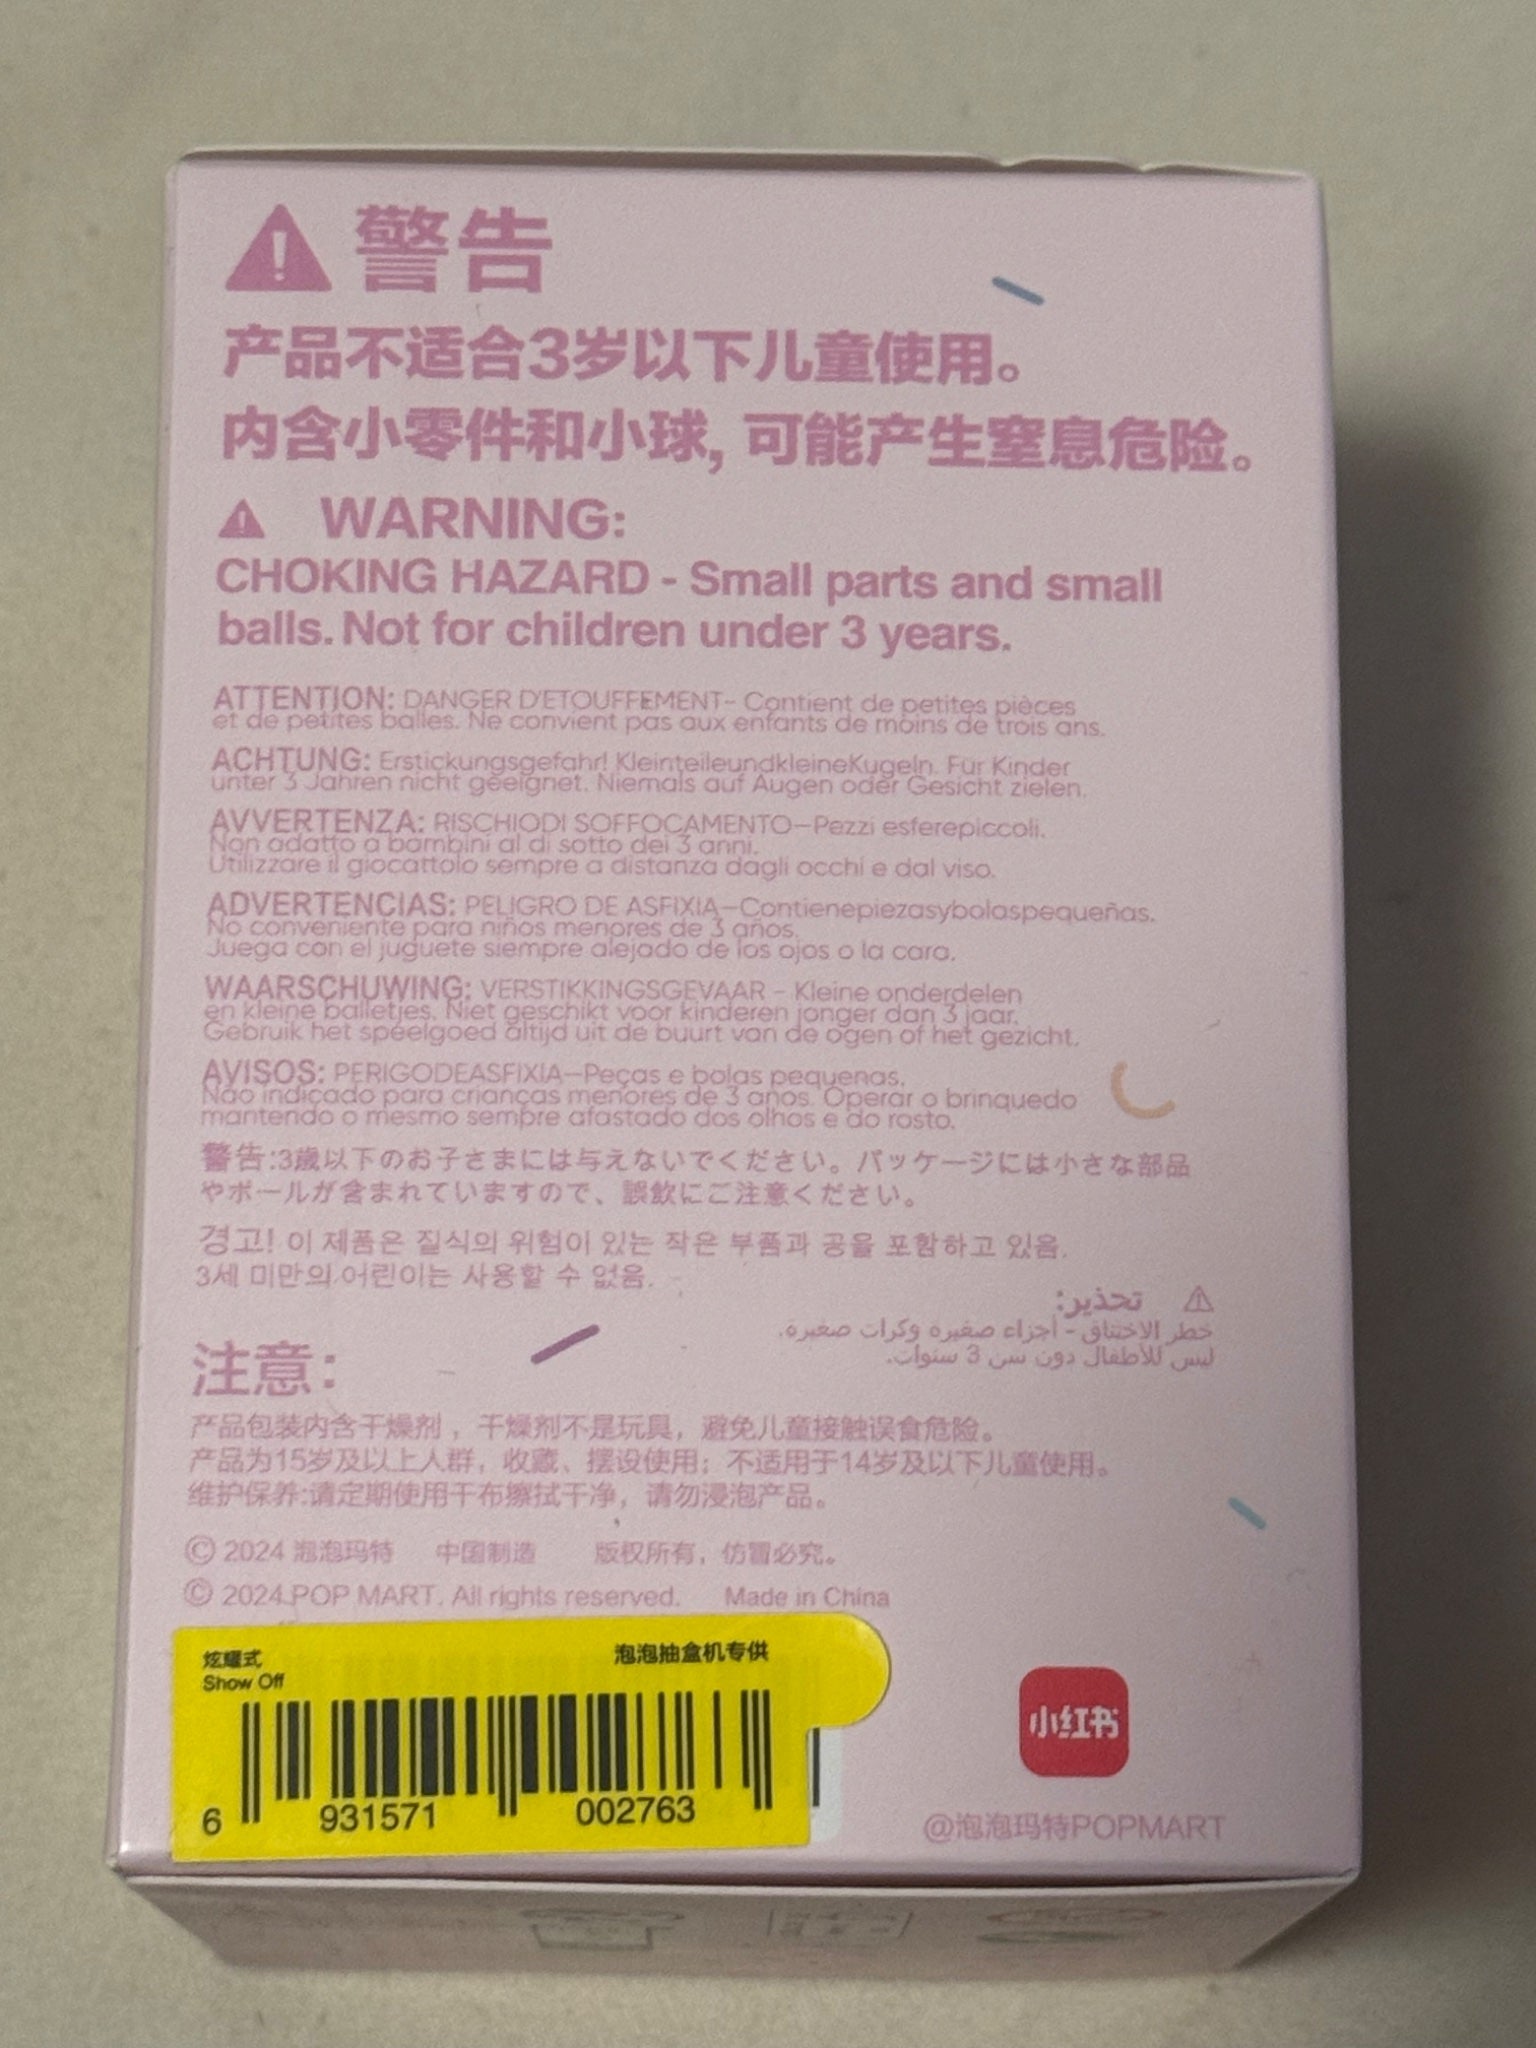 警告
产品不适合3岁以下儿童使用。
内含小零件和小球，可能产生窒息危险。
WARNING:
CHOKING HAZARD - Small parts and small
balls. Not for children under 3 years.
ATTENTION: DANGER D'ETOUFFEMENT- Contient de petites pièces
et de petites balles. Ne convient pas aux enfants de moins de trois ans.
ACHTUNG: Erstickungsgefahr! KleinteileundkleineKugeln. Für Kinder
unter 3 Jahren nicht geeignet. Niemals auf Augen oder Gesicht zielen.
AVVERTENZA: RISCHIODI SOFFOCAMENTO—Pezzi esferepiccoli.
Non adatto a bambini al di sotto dei 3 anni.
Utilizzare il giocattolo sempre a distanza dagli occhi e dal viso.
ADVERTENCIAS: PELIGRO DE ASFIXIA—Contienepiezasybolaspequeñas.
No conveniente para niños menores de 3 años.
Juega con el juguete siempre alejado de los ojos o la cara.
WAARSCHUWING: VERSTIKKINGSGEVAAR - Kleine onderdelen
en kleine balletjes. Niet geschikt voor kinderen jonger dan 3 jaar.
Gebruik het speelgoed altijd uit de buurt van de ogen of het gezicht.
AVISOS: PERIGODEASFIXIA—Peças e bolas pequenas.
Não indicado para crianças menores de 3 anos. Operar o brinquedo
mantendo o mesmo sempre afastado dos olhos e do rosto.
警告:3歳以下のお子さまには与えないでください。パッケージには小さな部品
やボールが含まれていますので、誤飲にご注意ください。
경고! 이 제품은 질식의 위험이 있는 작은 부품과 공을 포함하고 있음.
3세 미만의 어린이는 사용할 수 없음.
تحذير:
خطر الاختناق - أجزاء صغيرة وكرات صغيرة.
ليس للأطفال دون سن 3 سنوات.
注意：
产品包装内含干燥剂，干燥剂不是玩具，避免儿童接触误食危险。
产品为15岁及以上人群，收藏、摆设使用；不适用于14岁及以下儿童使用。
维护保养:请定期使用干布擦拭干净，请勿浸泡产品。
© 2024 泡泡玛特 中国制造 版权所有，仿冒必究。
© 2024 POP MART. All rights reserved. Made in China
炫耀式 泡泡抽盒机专供
Show Off
6 931571 002763
小红书
@泡泡玛特POPMART